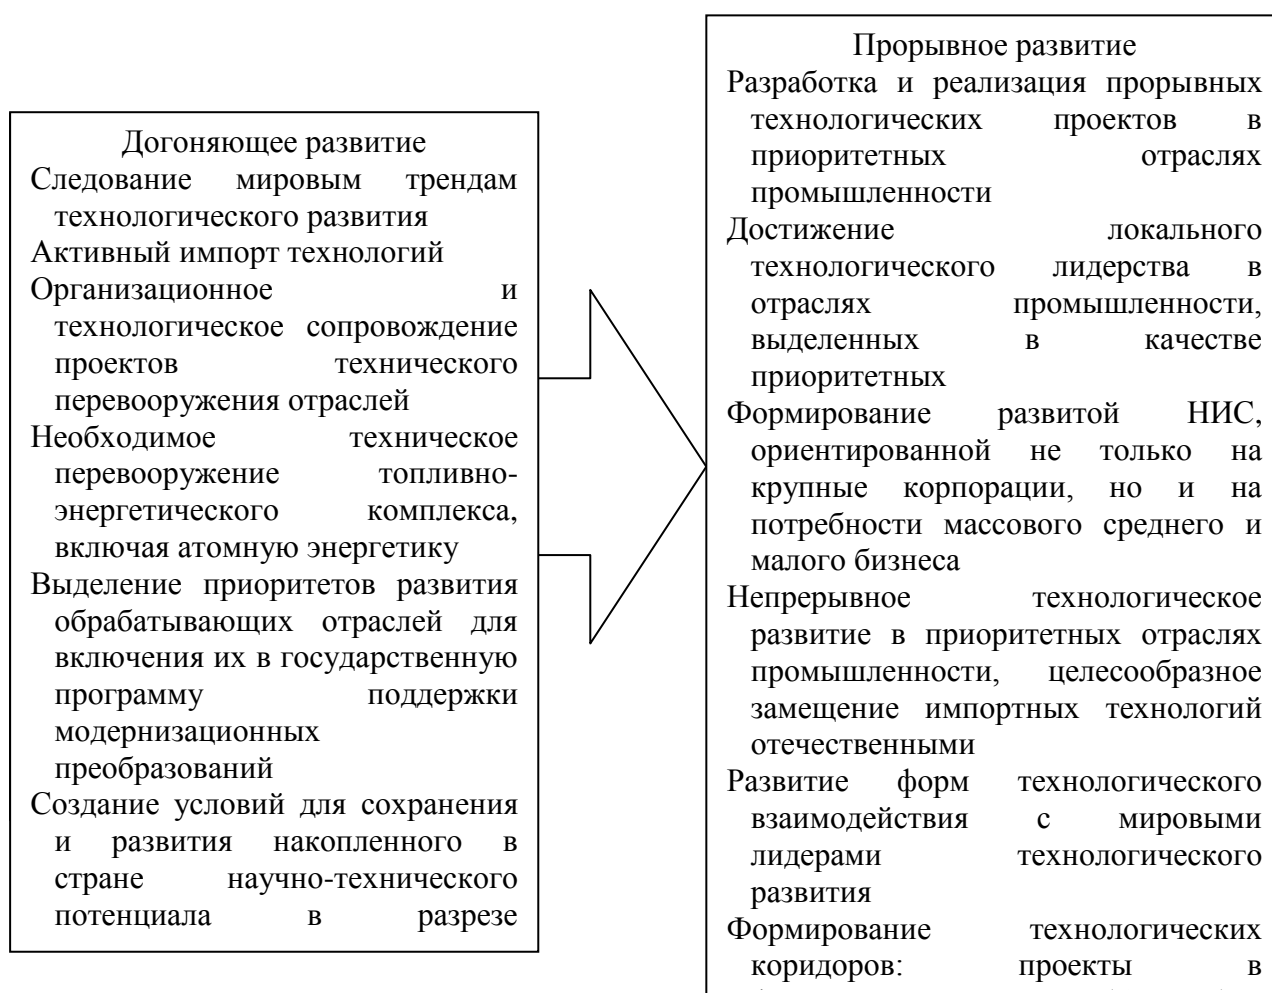 Догоняющее развитие
Следование мировым трендам
технологического развития
Активный импорт технологий
Организационное и
технологическое сопровождение
проектов технического
перевооружения отраслей
Необходимое техническое
перевооружение топливно-
энергетического комплекса,
включая атомную энергетику
Выделение приоритетов развития
обрабатывающих отраслей для
включения их в государственную
программу поддержки
модернизационных
преобразований
Создание условий для сохранения
и развития накопленного в
стране научно-технического
потенциала в разрезе
Прорывное развитие
Разработка и реализация прорывных
технологических проектов в
приоритетных отраслях
промышленности
Достижение локального
технологического лидерства в
отраслях промышленности,
выделенных в качестве
приоритетных
Формирование развитой НИС,
ориентированной не только на
крупные корпорации, но и на
потребности массового среднего и
малого бизнеса
Непрерывное технологическое
развитие в приоритетных отраслях
промышленности, целесообразное
замещение импортных технологий
отечественными
Развитие форм технологического
взаимодействия с мировыми
лидерами технологического
развития
Формирование технологических
коридоров: проекты в